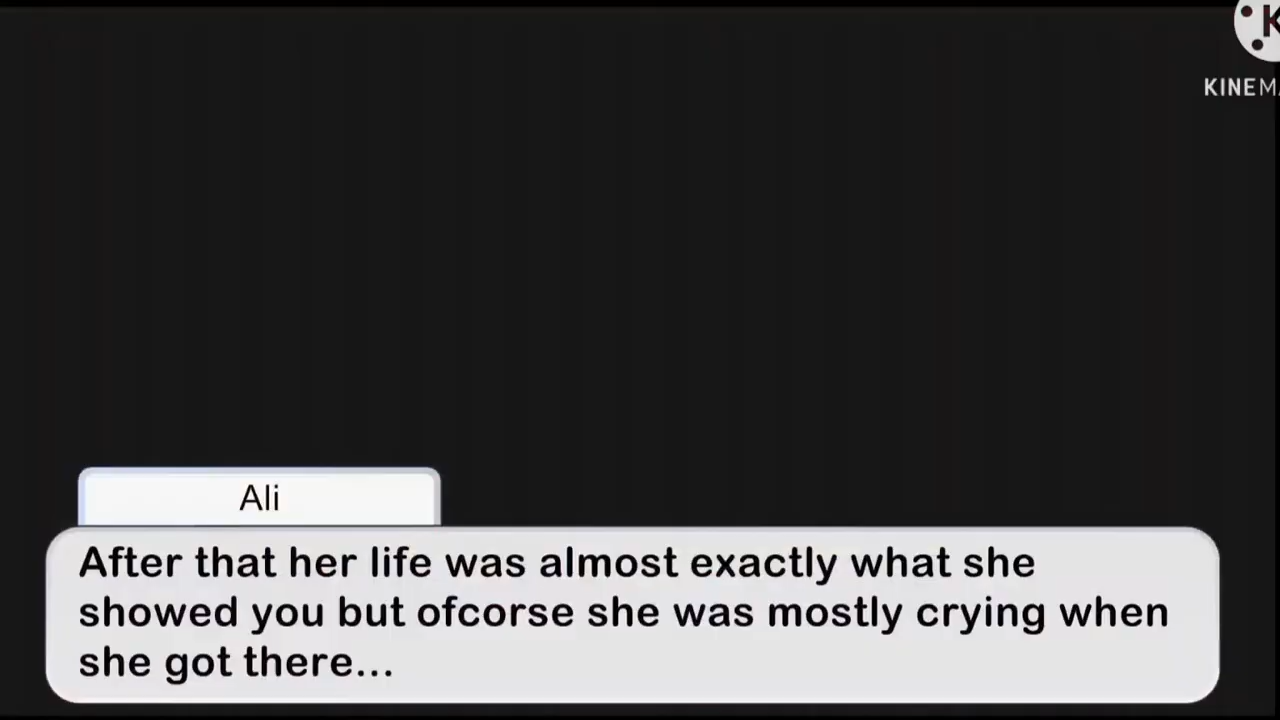 K
KINEMA
Ali
After that her life was almost exactly what she
showed you but ofcorse she was mostly crying when
she got there...